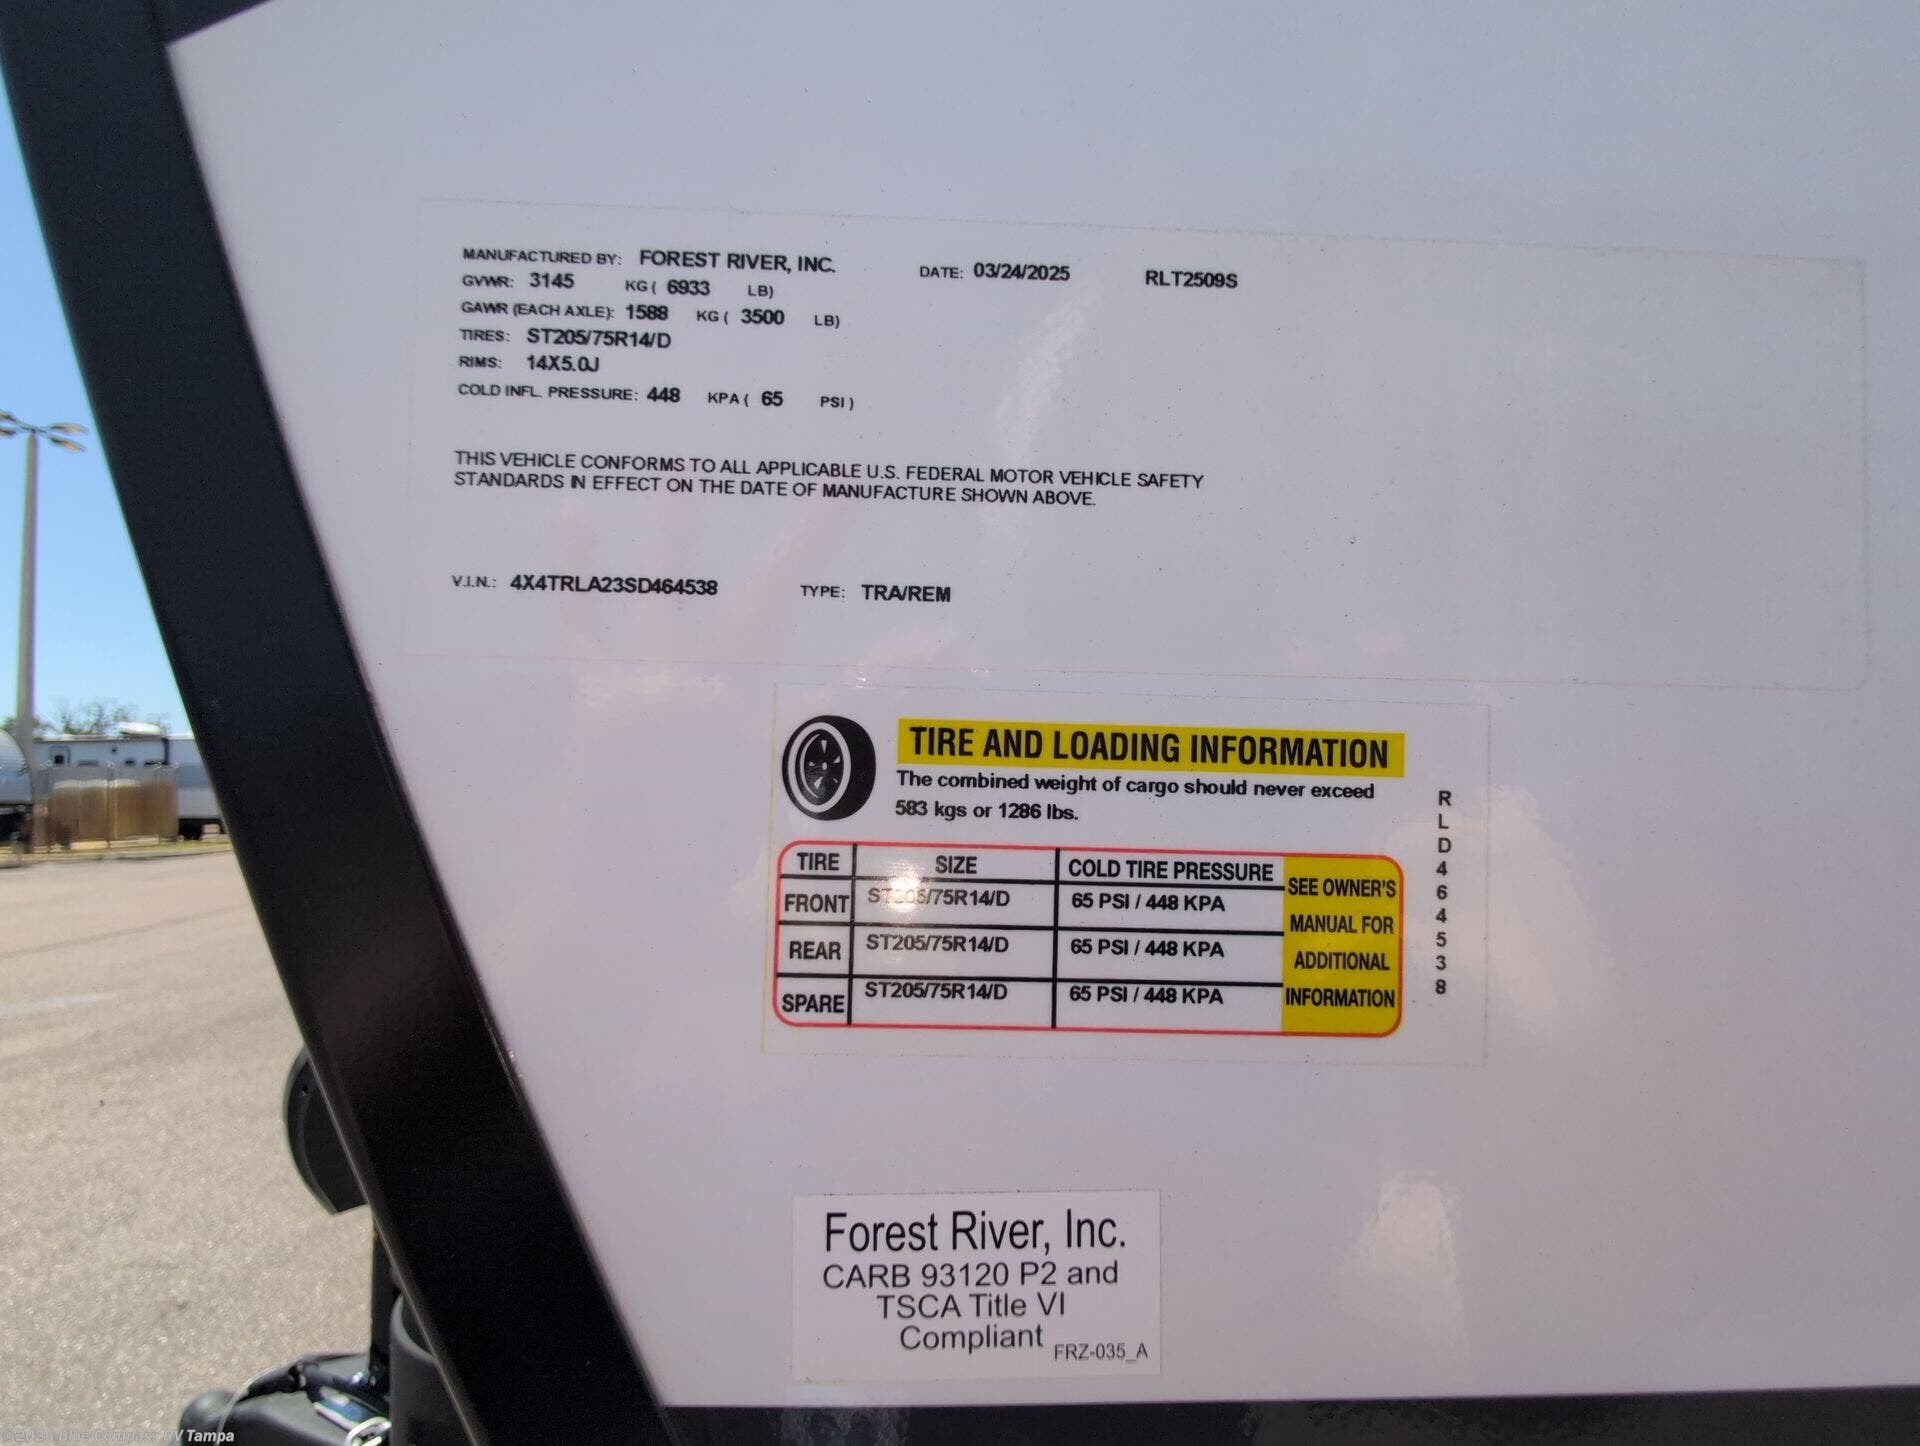 MANUFACTURED BY: FOREST RIVER, INC. DATE: 03/24/2025 RLT2509S
GVWR: 3145 KG ( 6933 LB)
GAWR (EACH AXLE): 1588 KG ( 3500 LB)
TIRES: ST205/75R14/D
RIMS: 14X5.0J
COLD INFL. PRESSURE: 448 KPA ( 65 PSI )
THIS VEHICLE CONFORMS TO ALL APPLICABLE U.S. FEDERAL MOTOR VEHICLE SAFETY
STANDARDS IN EFFECT ON THE DATE OF MANUFACTURE SHOWN ABOVE.
V.I.N.: 4X4TRLA23SD464538 TYPE: TRA/REM
TIRE AND LOADING INFORMATION
The combined weight of cargo should never exceed
583 kgs or 1286 lbs.
TIRE SIZE COLD TIRE PRESSURE
FRONT ST205/75R14/D 65 PSI / 448 KPA
REAR ST205/75R14/D 65 PSI / 448 KPA
SPARE ST205/75R14/D 65 PSI / 448 KPA
SEE OWNER'S
MANUAL FOR
ADDITIONAL
INFORMATION
RLD464538
Forest River, Inc.
CARB 93120 P2 and
TSCA Title VI
Compliant FRZ-035_A
Blue Compass RV Tampa